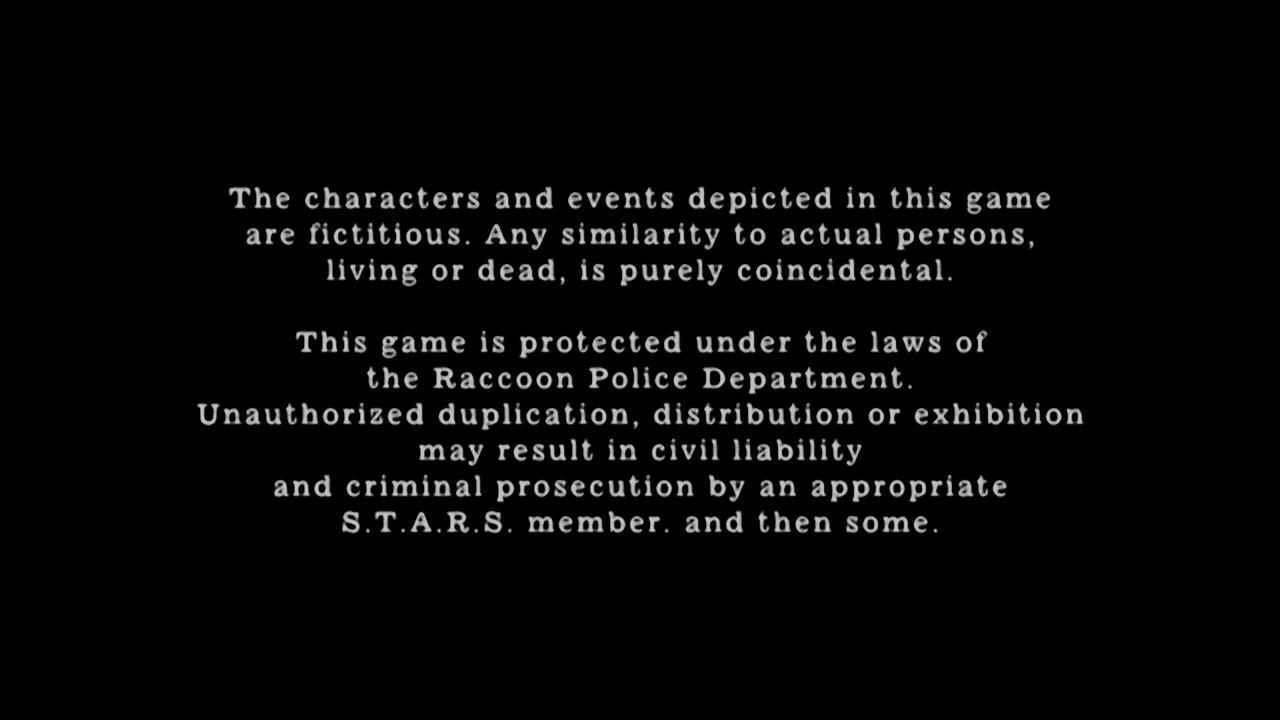 The characters and events depicted in this game
are fictitious. Any similarity to actual persons,
living or dead, is purely coincidental.
This game is protected under the laws of
the Raccoon Police Department.
Unauthorized duplication, distribution or exhibition
may result in civil liability
and criminal prosecution by an appropriate
S.T.A.R.S. member. and then some.